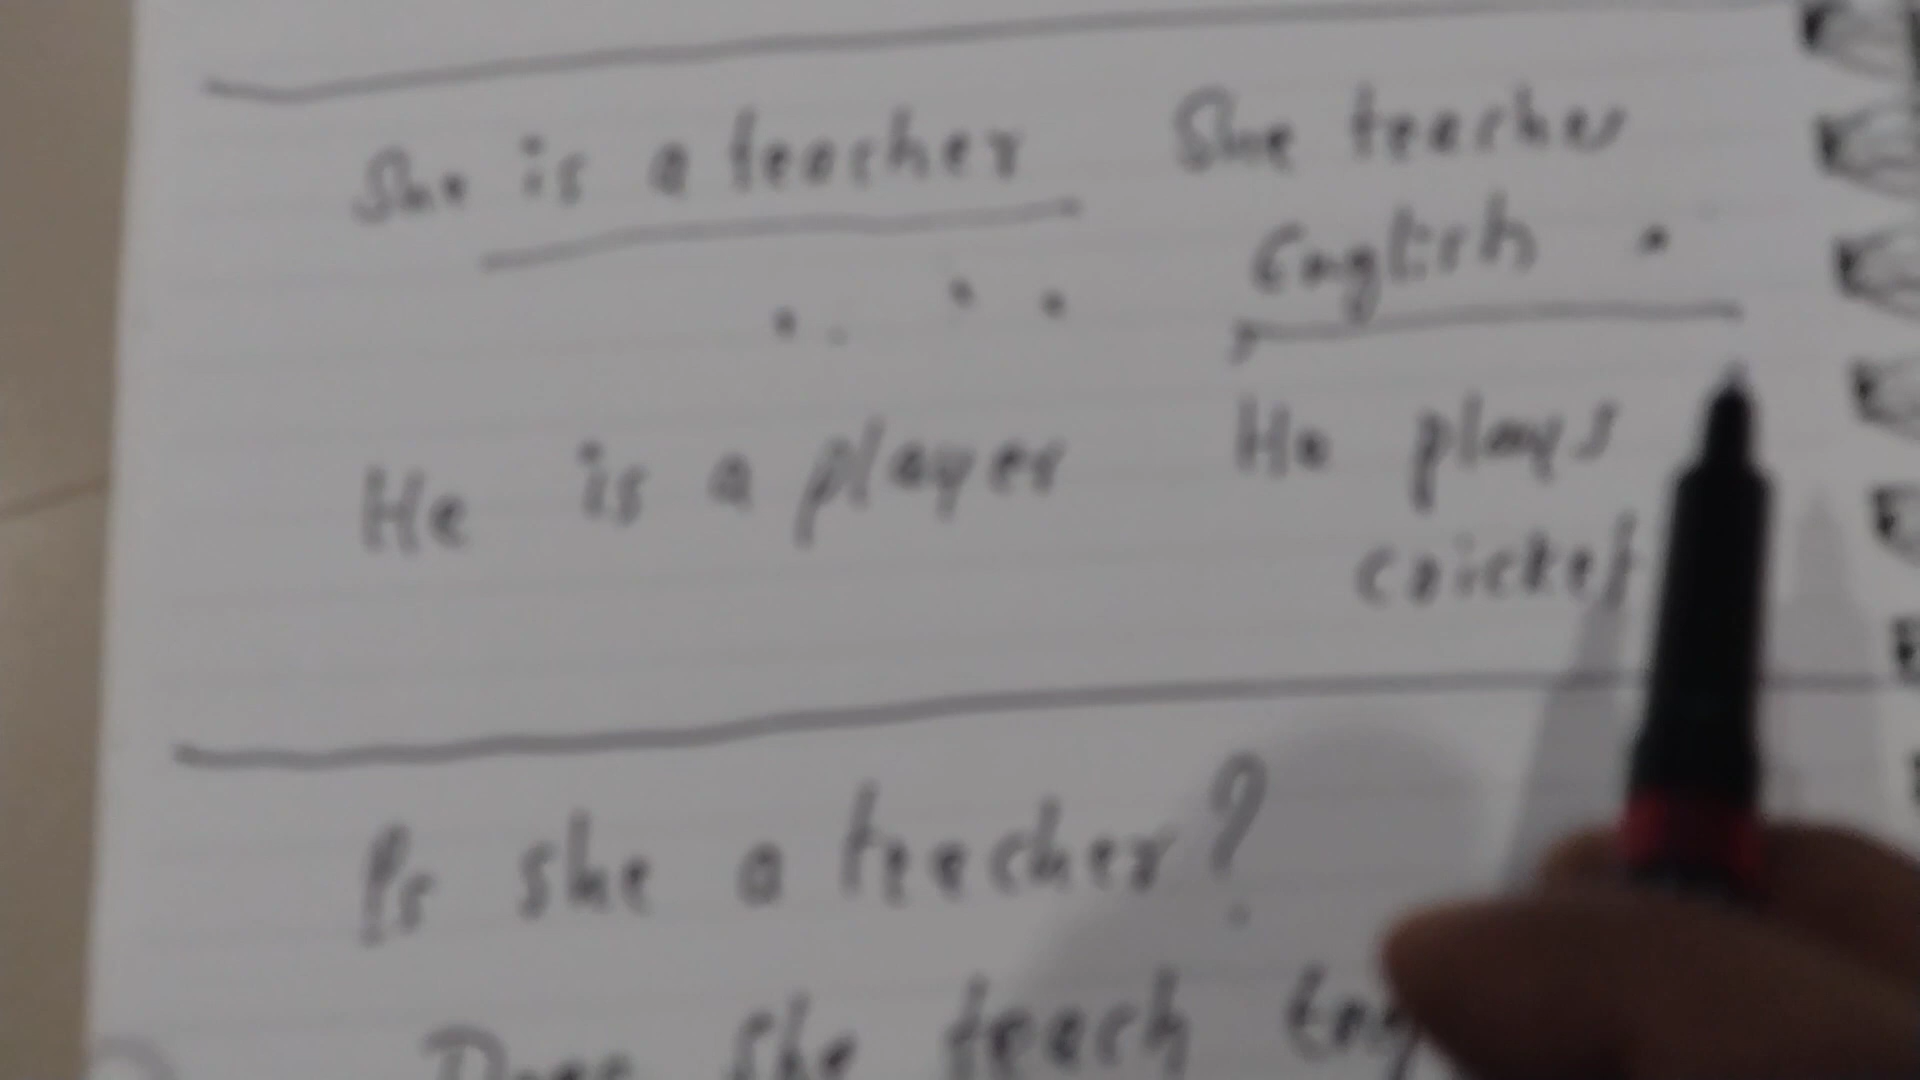 She is a teacher
She teaches
English .
He is a player
He plays
cricket
Is she a teacher?
Does she teach